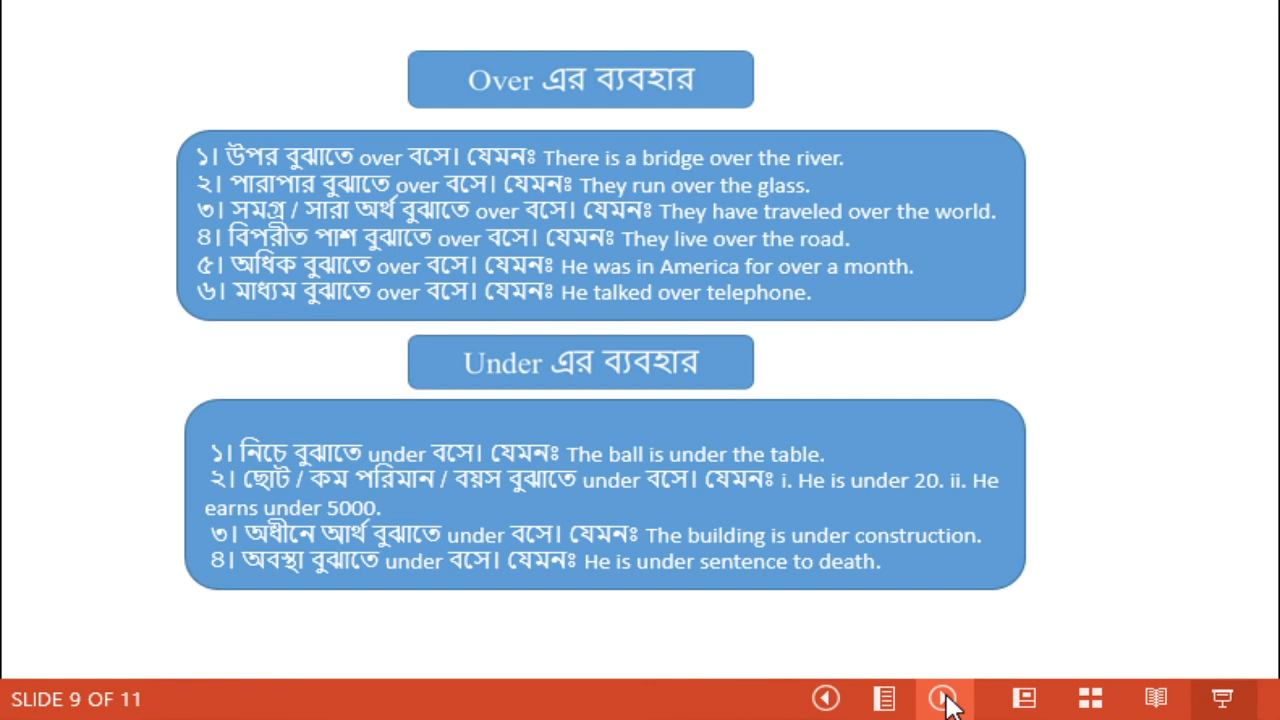 Over এর ব্যবহার
১। উপর বুঝাতে over বসে। যেমনঃ There is a bridge over the river.
২। পারাপার বুঝাতে over বসে। যেমনঃ They run over the glass.
৩। সমগ্র / সারা অর্থ বুঝাতে over বসে। যেমনঃ They have traveled over the world.
৪। বিপরীত পাশ বুঝাতে over বসে। যেমনঃ They live over the road.
৫। অধিক বুঝাতে over বসে। যেমনঃ He was in America for over a month.
৬। মাধ্যম বুঝাতে over বসে। যেমনঃ He talked over telephone.
Under এর ব্যবহার
১। নিচে বুঝাতে under বসে। যেমনঃ The ball is under the table.
২। ছোট / কম পরিমান / বয়স বুঝাতে under বসে। যেমনঃ i. He is under 20. ii. He
earns under 5000.
৩। অধীনে আর্থ বুঝাতে under বসে। যেমনঃ The building is under construction.
৪। অবস্থা বুঝাতে under বসে। যেমনঃ He is under sentence to death.
SLIDE 9 OF 11